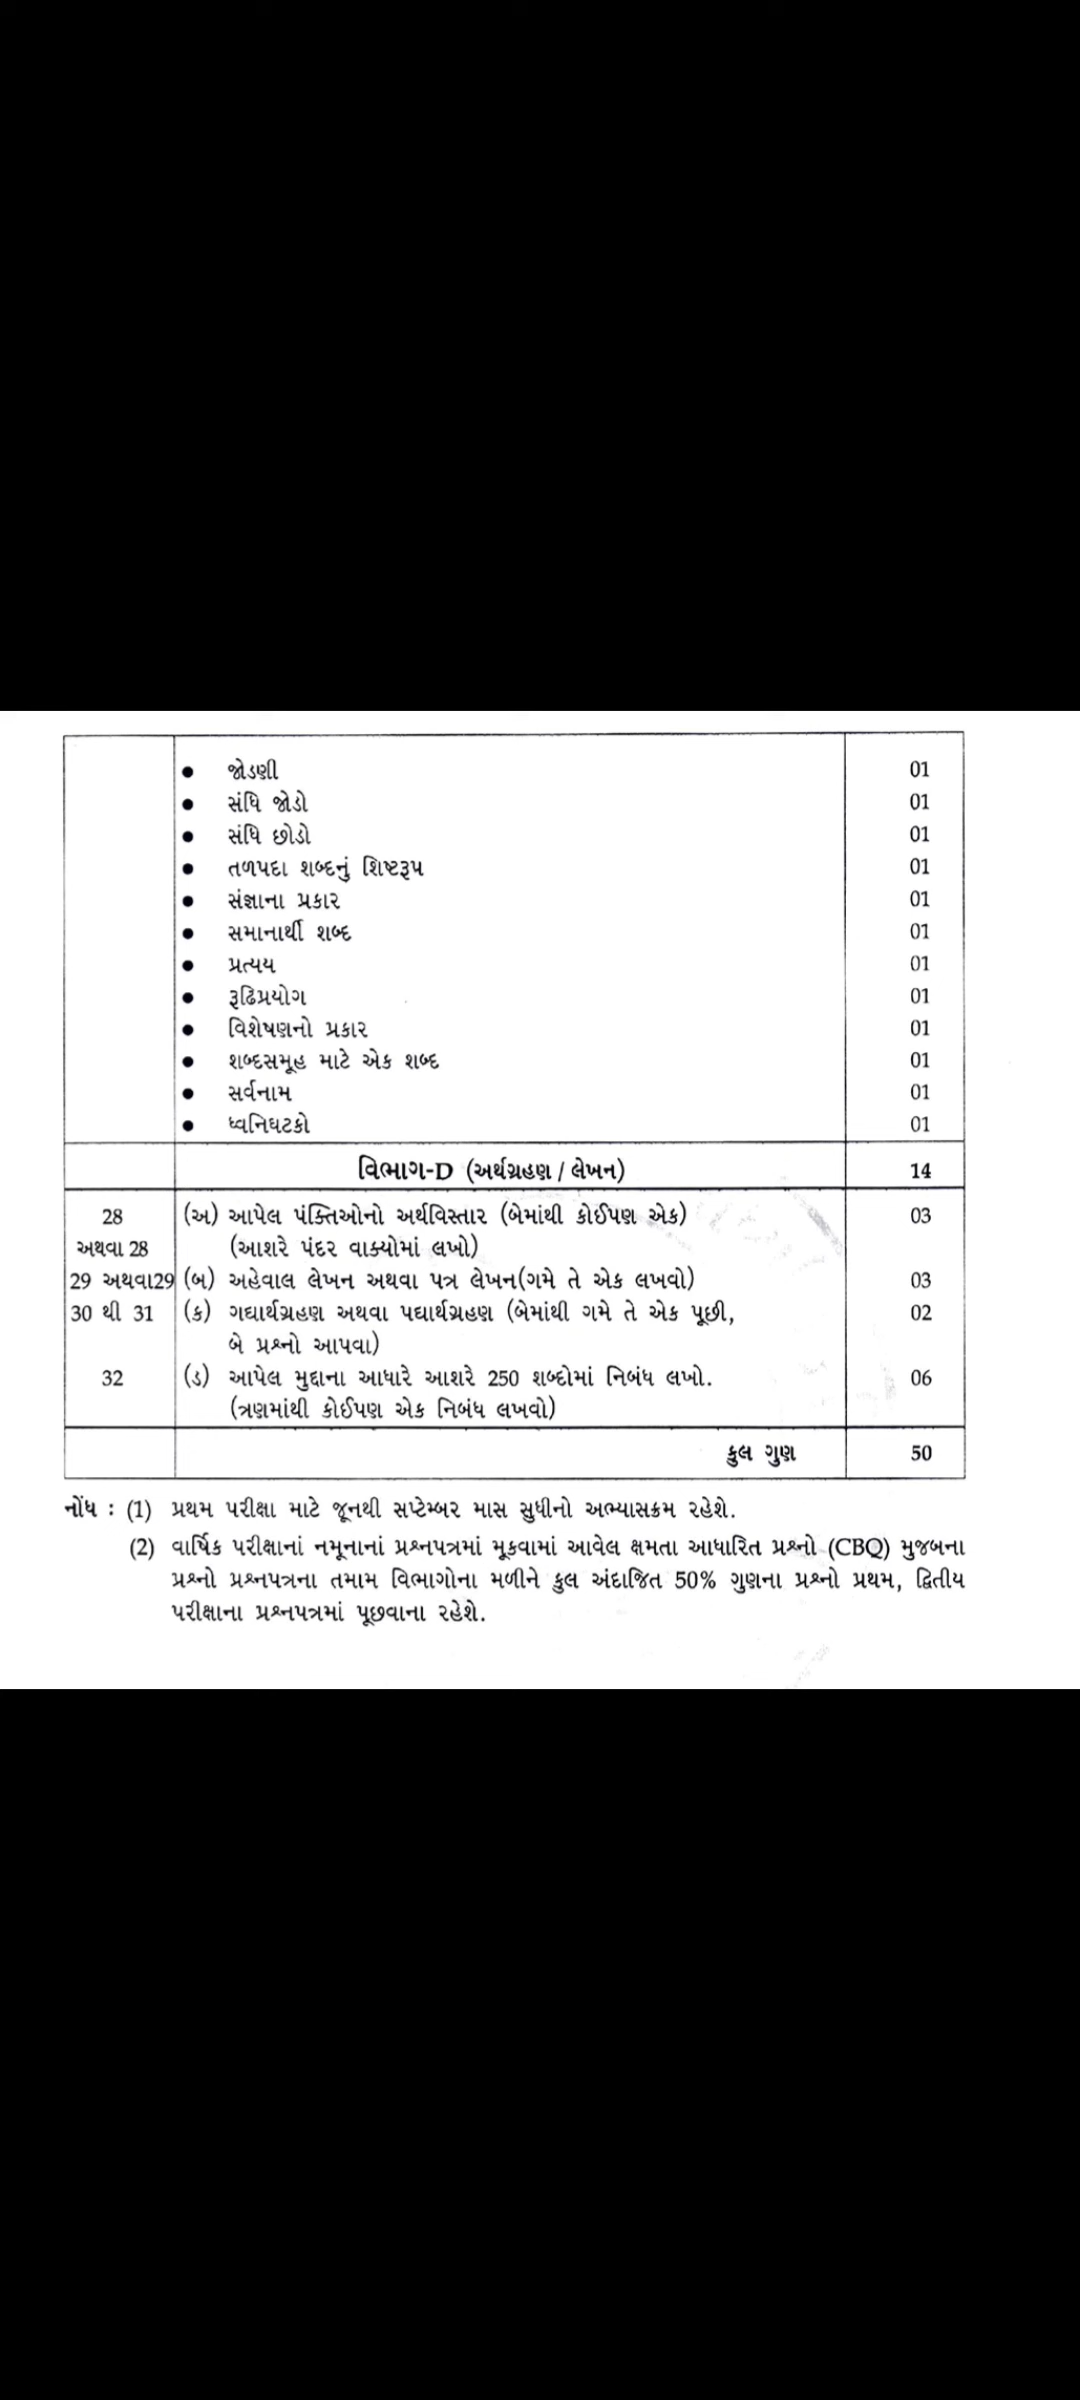 • જોડણી 01
• સંધિ જોડો 01
• સંધિ છોડો 01
• તળપદા શબ્દનું શિષ્ટરૂપ 01
• સંજ્ઞાના પ્રકાર 01
• સમાનાર્થી શબ્દ 01
• પ્રત્યય 01
• રૂઢિપ્રયોગ 01
• વિશેષણનો પ્રકાર 01
• શબ્દસમૂહ માટે એક શબ્દ 01
• સર્વનામ 01
• ધ્વનિઘટકો 01
વિભાગ-D (અર્થગ્રહણ / લેખન) 14
28 (અ) આપેલ પંક્તિઓનો અર્થવિસ્તાર (બેમાંથી કોઈપણ એક) 03
અથવા 28 (આશરે પંદર વાક્યોમાં લખો)
29 અથવા29 (બ) અહેવાલ લેખન અથવા પત્ર લેખન(ગમે તે એક લખવો) 03
30 થી 31 (ક) ગદ્યાર્થગ્રહણ અથવા પદ્યાર્થગ્રહણ (બેમાંથી ગમે તે એક પૂછી, 02
બે પ્રશ્નો આપવા)
32 (ડ) આપેલ મુદ્દાના આધારે આશરે 250 શબ્દોમાં નિબંધ લખો. 06
(ત્રણમાંથી કોઈપણ એક નિબંધ લખવો)
કુલ ગુણ 50
નોંધ : (1) પ્રથમ પરીક્ષા માટે જૂનથી સપ્ટેમ્બર માસ સુધીનો અભ્યાસક્રમ રહેશે.
(2) વાર્ષિક પરીક્ષાનાં નમૂનાનાં પ્રશ્નપત્રમાં મૂકવામાં આવેલ ક્ષમતા આધારિત પ્રશ્નો (CBQ) મુજબના
પ્રશ્નો પ્રશ્નપત્રના તમામ વિભાગોના મળીને કુલ અંદાજિત 50% ગુણના પ્રશ્નો પ્રથમ, દ્વિતીય
પરીક્ષાના પ્રશ્નપત્રમાં પૂછવાના રહેશે.